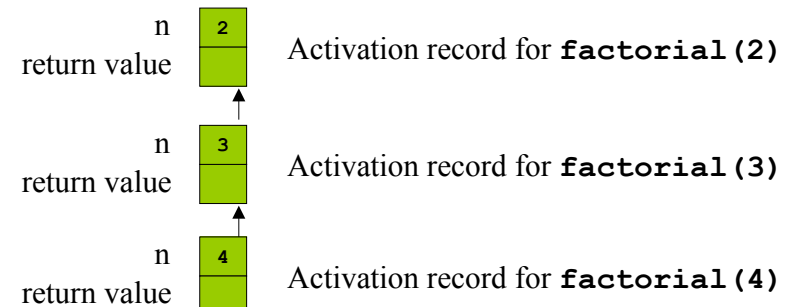 n 2
return value Activation record for factorial(2)
n 3
return value Activation record for factorial(3)
n 4
return value Activation record for factorial(4)